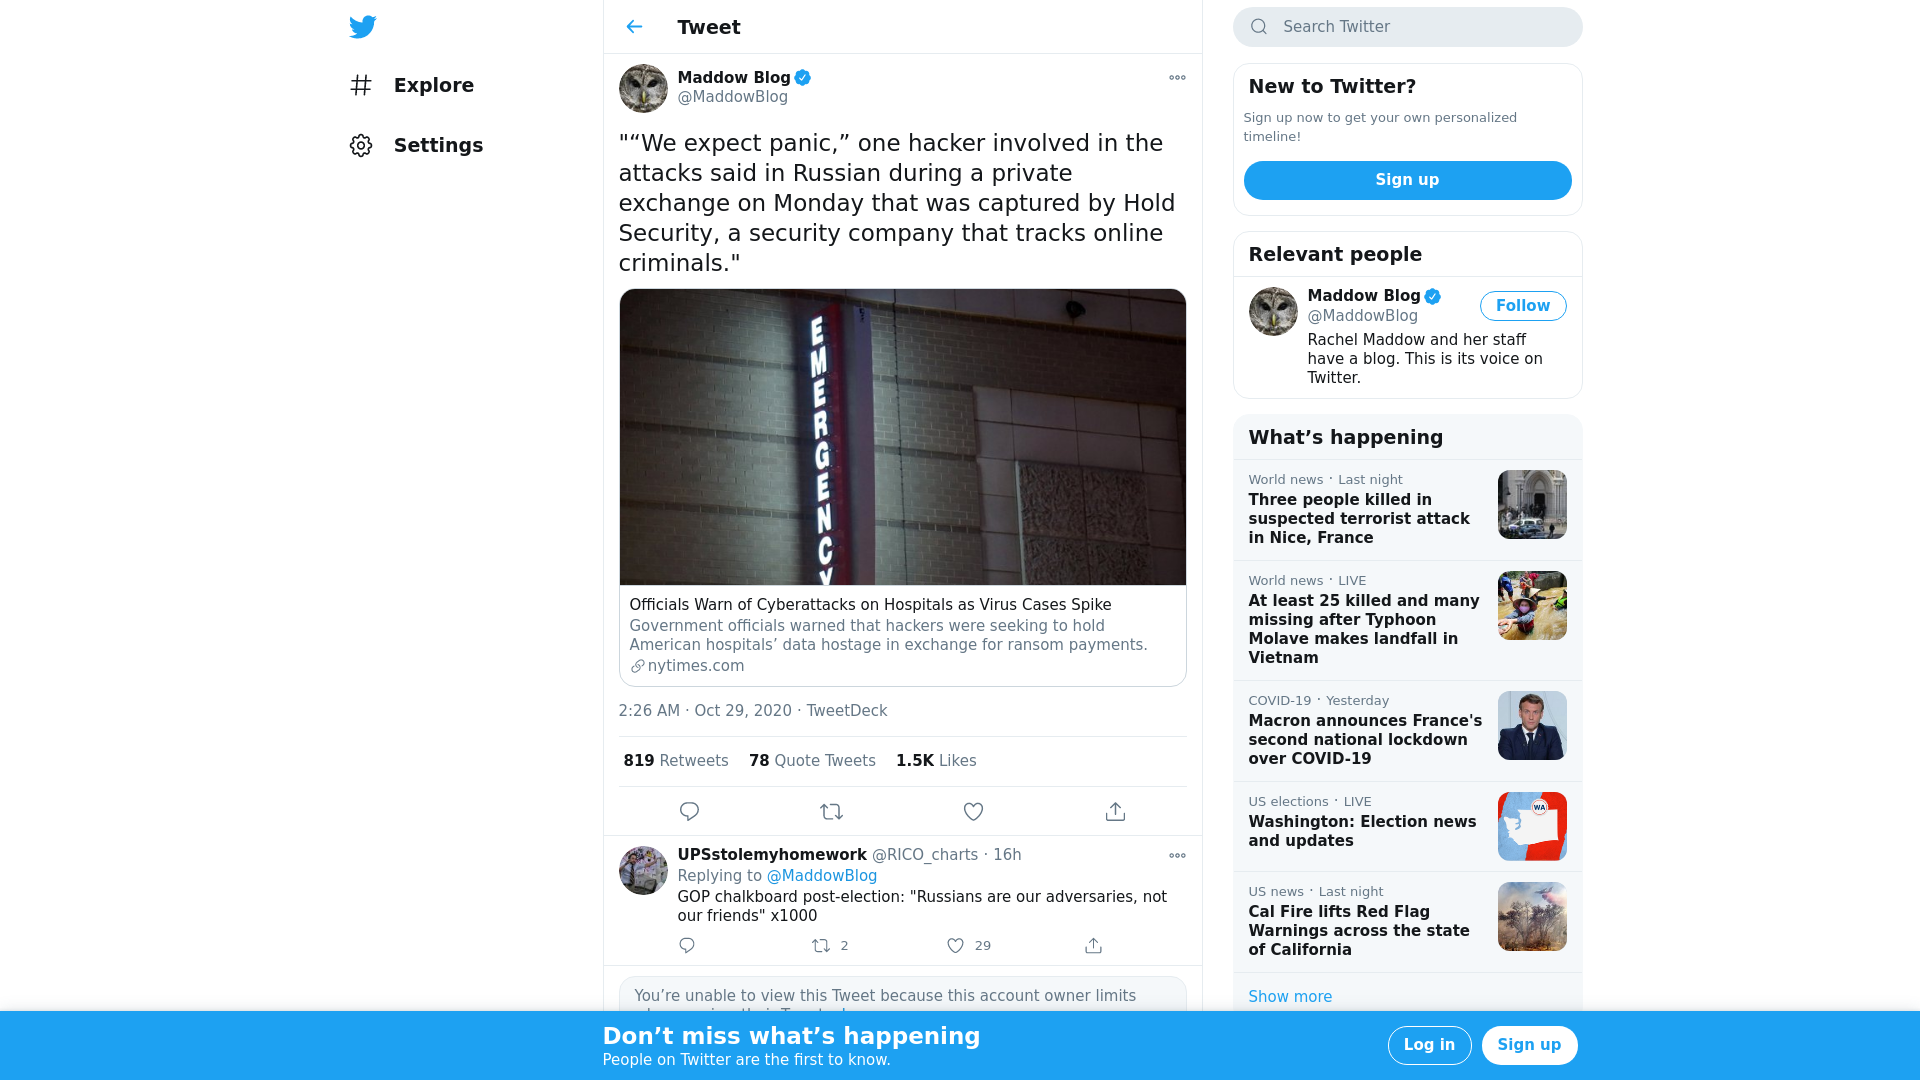 Explore
Settings
Tweet
Maddow Blog
@MaddowBlog
"“We expect panic,” one hacker involved in the
attacks said in Russian during a private
exchange on Monday that was captured by Hold
Security, a security company that tracks online
criminals."
EMERGENCY
Officials Warn of Cyberattacks on Hospitals as Virus Cases Spike
Government officials warned that hackers were seeking to hold
American hospitals’ data hostage in exchange for ransom payments.
nytimes.com
2:26 AM · Oct 29, 2020 · TweetDeck
819 Retweets 78 Quote Tweets 1.5K Likes
UPSstolemyhomework @RICO_charts · 16h
Replying to @MaddowBlog
GOP chalkboard post-election: "Russians are our adversaries, not
our friends" x1000
2 29
You’re unable to view this Tweet because this account owner limits
Search Twitter
New to Twitter?
Sign up now to get your own personalized
timeline!
Sign up
Relevant people
Maddow Blog
@MaddowBlog
Follow
Rachel Maddow and her staff
have a blog. This is its voice on
Twitter.
What’s happening
World news · Last night
Three people killed in
suspected terrorist attack
in Nice, France
World news · LIVE
At least 25 killed and many
missing after Typhoon
Molave makes landfall in
Vietnam
COVID-19 · Yesterday
Macron announces France's
second national lockdown
over COVID-19
US elections · LIVE
Washington: Election news
and updates
WA
US news · Last night
Cal Fire lifts Red Flag
Warnings across the state
of California
Show more
Don’t miss what’s happening
People on Twitter are the first to know.
Log in
Sign up